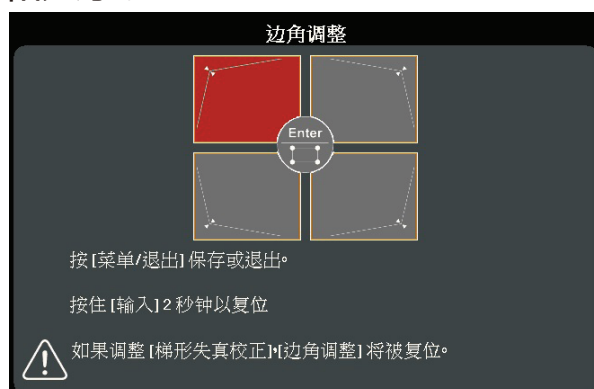 边角调整
Enter
按 [菜单/退出] 保存或退出。
按住 [输入] 2 秒钟以复位
如果调整 [梯形失真校正],[边角调整] 将被复位。